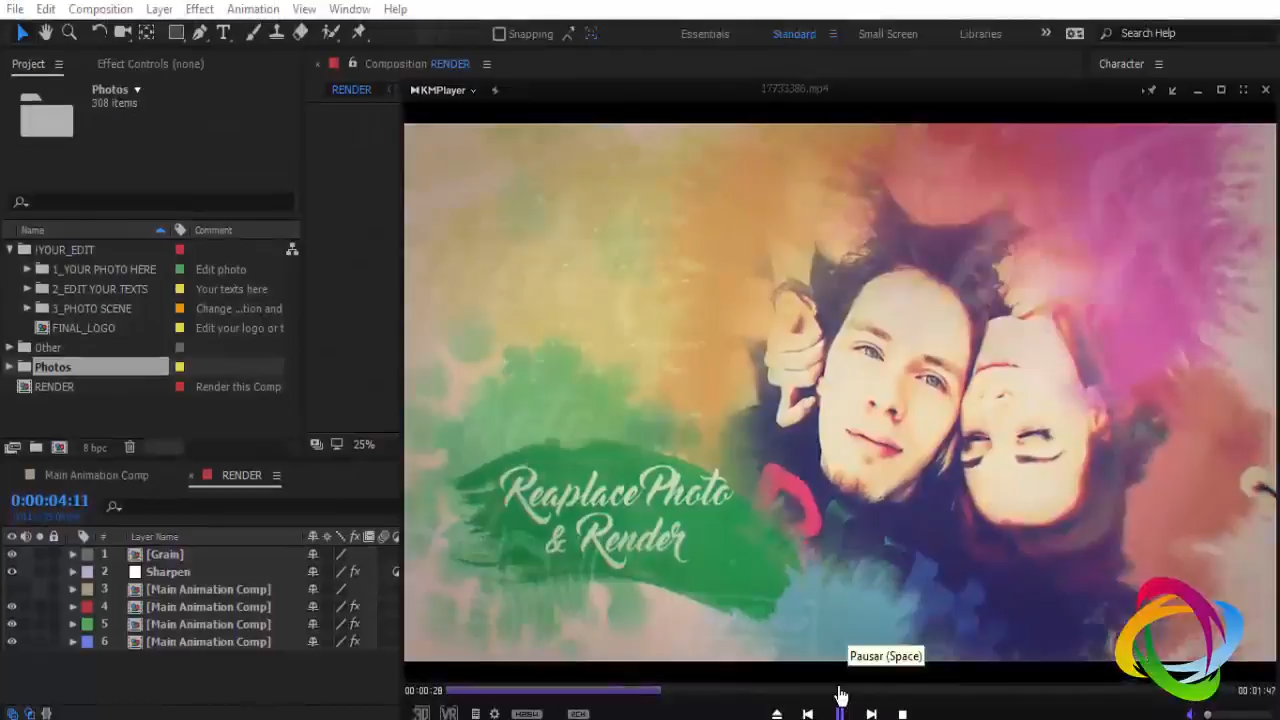 File Edit Composition Layer Effect Animation View Window Help
Snapping Essentials Standard Small Screen Libraries Search Help
Project Effect Controls (none) Composition RENDER Character
Photos
308 items
RENDER
KMPlayer 17733386.mp4
Name Comment
1_YOUR PHOTO HERE Edit photo
2_EDIT YOUR TEXTS Your texts here
3_PHOTO SCENE Change ...tion and
FINAL_LOGO Edit your logo or t
Other
Photos
RENDER Render this Comp
8 bpc 25%
Reaplace Photo
& Render
Main Animation Comp RENDER
0:00:04:11
# Layer Name
1 [Grain]
2 Sharpen
3 [Main Animation Comp]
4 [Main Animation Comp]
5 [Main Animation Comp]
6 [Main Animation Comp]
Pausar (Space)
00:00:28 00:01:47
3D VR